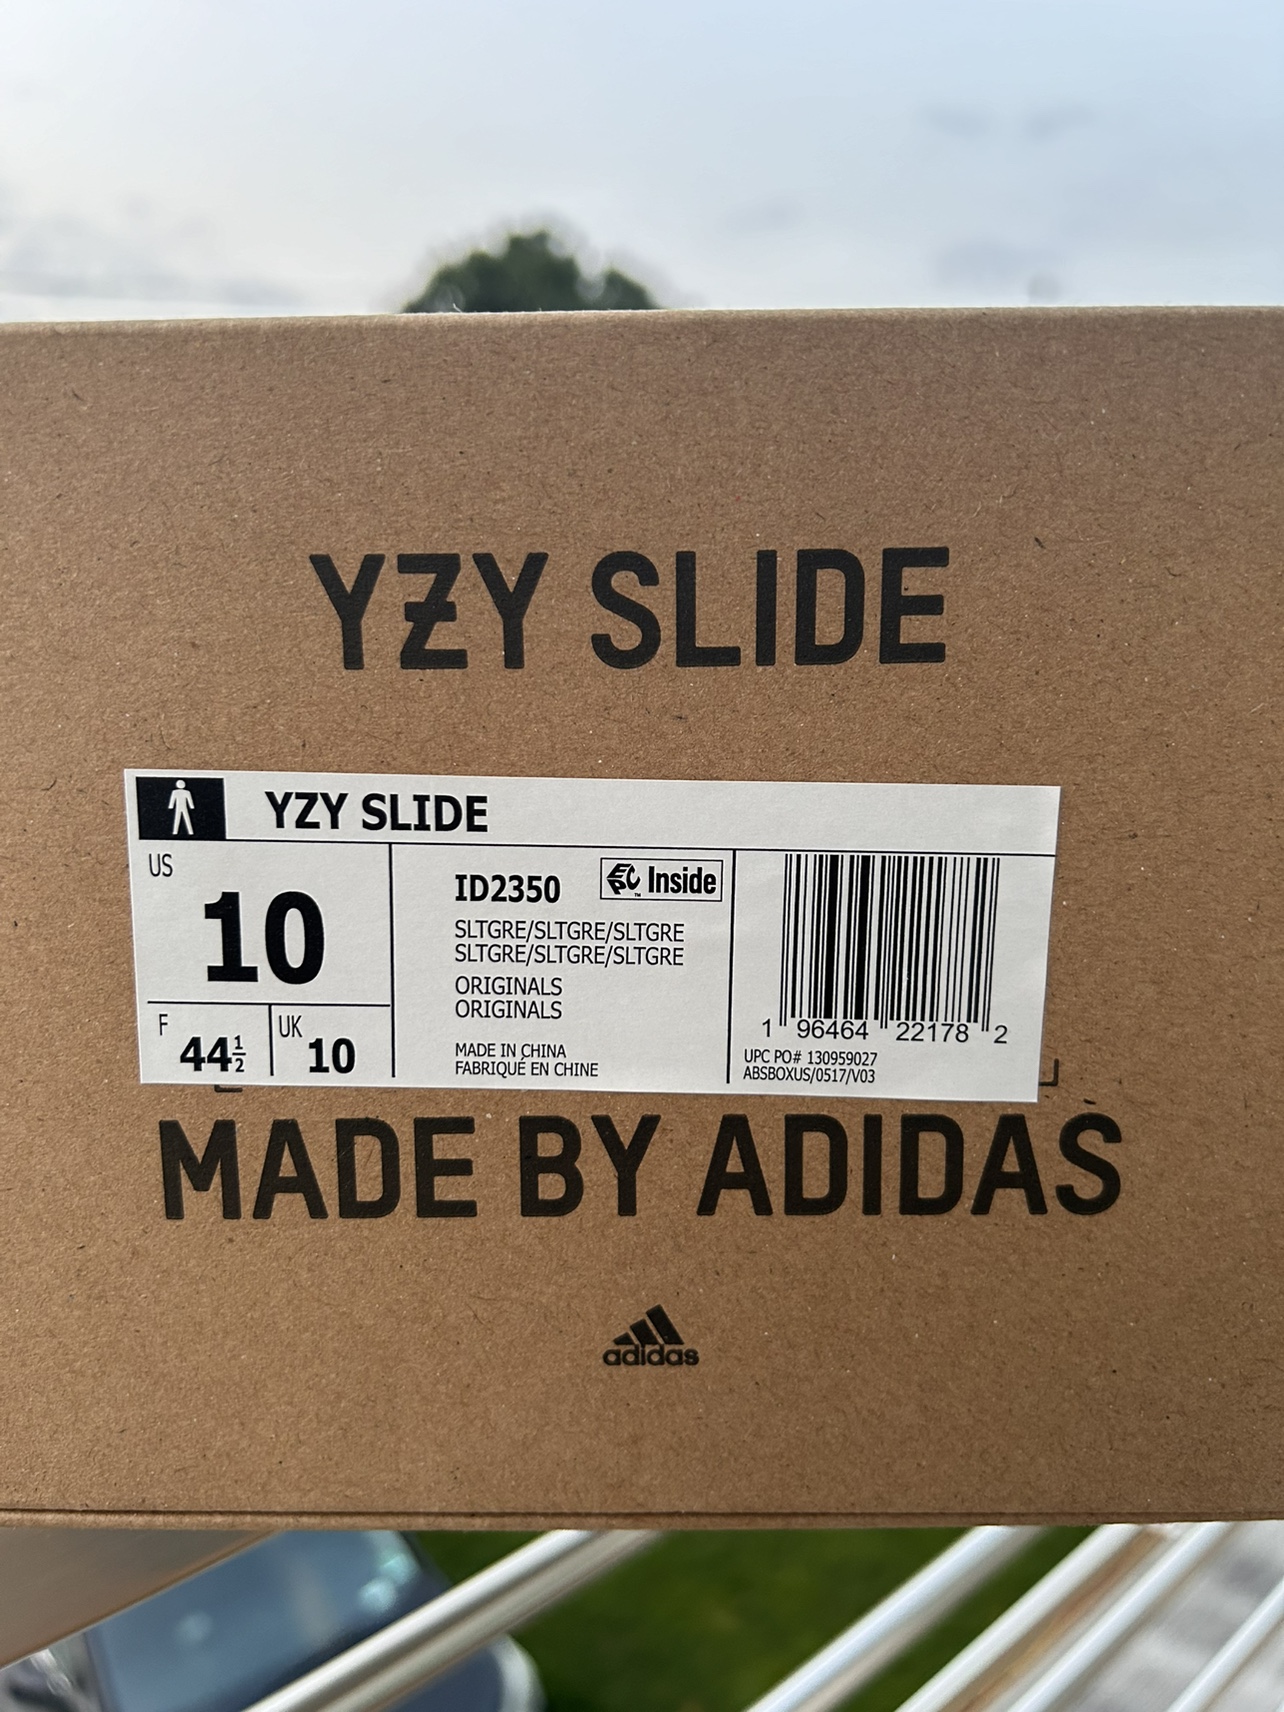 YZY SLIDE
YZY SLIDE
US
10
F
44½
UK
10
ID2350
EPC Inside
™
SLTGRE/SLTGRE/SLTGRE
SLTGRE/SLTGRE/SLTGRE
ORIGINALS
ORIGINALS
MADE IN CHINA
FABRIQUÉ EN CHINE
1 96464 22178 2
UPC PO# 130959027
ABSBOXUS/0517/V03
MADE BY ADIDAS
adidas